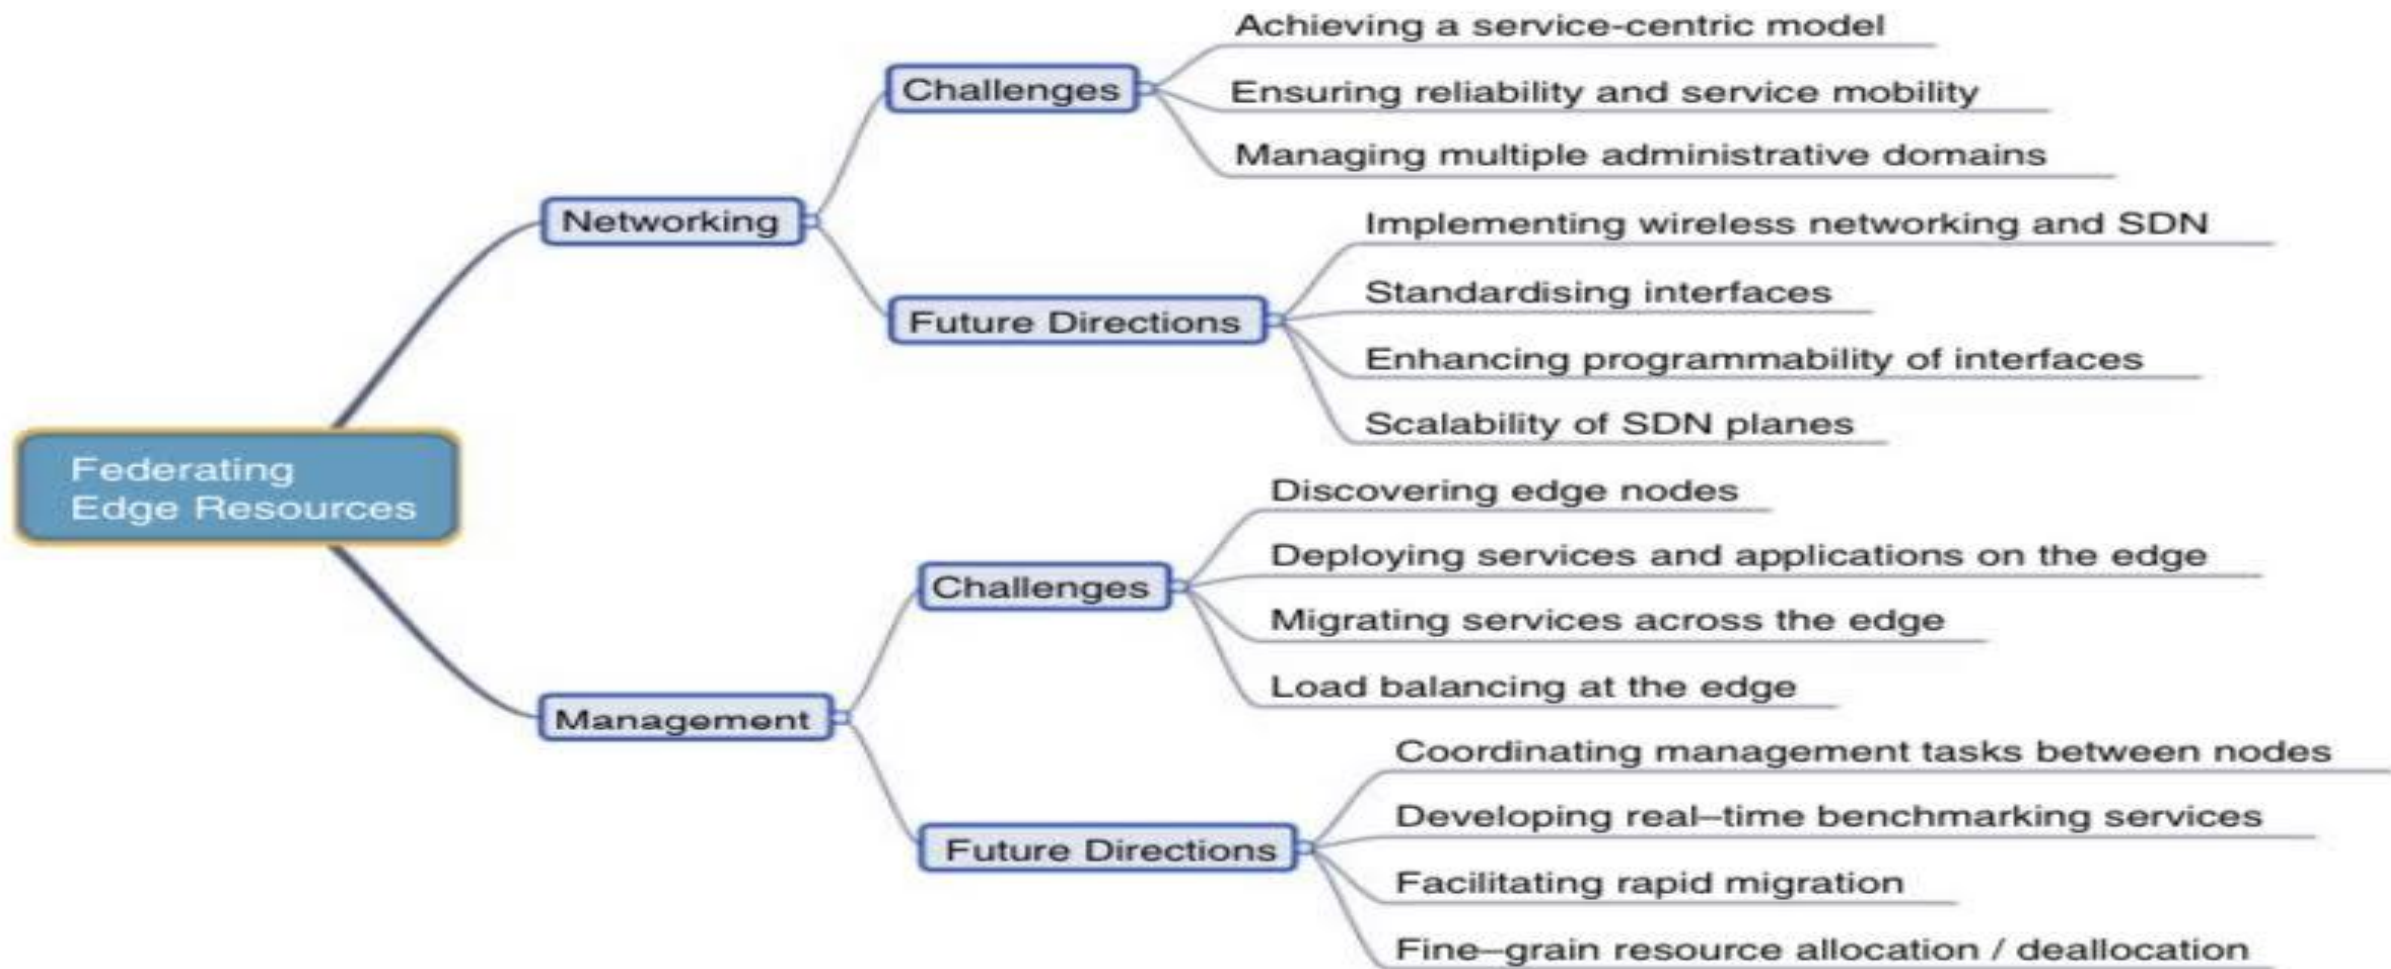 Federating
Edge Resources
Networking
Challenges
Achieving a service-centric model
Ensuring reliability and service mobility
Managing multiple administrative domains
Future Directions
Implementing wireless networking and SDN
Standardising interfaces
Enhancing programmability of interfaces
Scalability of SDN planes
Management
Challenges
Discovering edge nodes
Deploying services and applications on the edge
Migrating services across the edge
Load balancing at the edge
Future Directions
Coordinating management tasks between nodes
Developing real–time benchmarking services
Facilitating rapid migration
Fine–grain resource allocation / deallocation